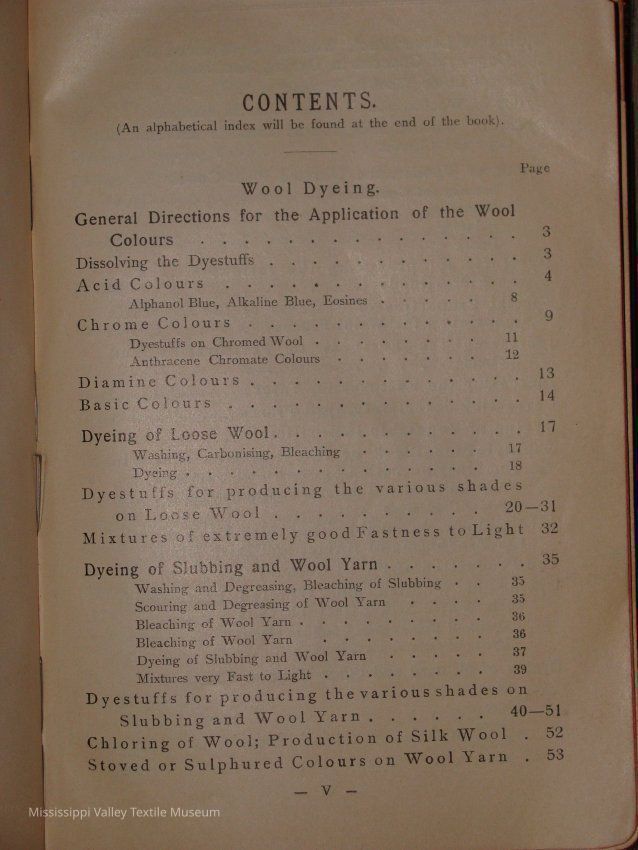 CONTENTS.
(An alphabetical index will be found at the end of the book).
Page
Wool Dyeing.
General Directions for the Application of the Wool
Colours . . . . . . . . . . . . . . . 3
Dissolving the Dyestuffs . . . . . . . . . . . 3
Acid Colours . . . . . . . . . . . . . 4
Alphanol Blue, Alkaline Blue, Eosines . . . . . 8
Chrome Colours . . . . . . . . . . . . 9
Dyestuffs on Chromed Wool . . . . . . . . 11
Anthracene Chromate Colours . . . . . . . 12
Diamine Colours . . . . . . . . . . . . 13
Basic Colours . . . . . . . . . . . . . 14
Dyeing of Loose Wool . . . . . . . . . . . 17
Washing, Carbonising, Bleaching . . . . . . 17
Dyeing . . . . . . . . . . . . . 18
Dyestuffs for producing the various shades
on Loose Wool . . . . . . . . . . 20—31
Mixtures of extremely good Fastness to Light 32
Dyeing of Slubbing and Wool Yarn . . . . . . . 35
Washing and Degreasing, Bleaching of Slubbing . . 35
Scouring and Degreasing of Wool Yarn . . . . 35
Bleaching of Wool Yarn . . . . . . . . . 36
Bleaching of Wool Yarn . . . . . . . . 36
Dyeing of Slubbing and Wool Yarn . . . . . 37
Mixtures very Fast to Light . . . . . . . . 39
Dyestuffs for producing the various shades on
Slubbing and Wool Yarn . . . . . . 40—51
Chloring of Wool; Production of Silk Wool . 52
Stoved or Sulphured Colours on Wool Yarn . 53
— V —
Mississippi Valley Textile Museum